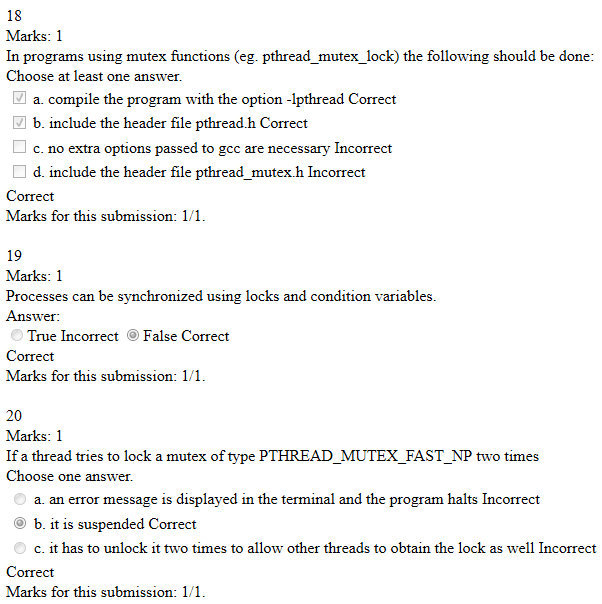 18
Marks: 1
In programs using mutex functions (eg. pthread_mutex_lock) the following should be done:
Choose at least one answer.
a. compile the program with the option -lpthread Correct
b. include the header file pthread.h Correct
c. no extra options passed to gcc are necessary Incorrect
d. include the header file pthread_mutex.h Incorrect
Correct
Marks for this submission: 1/1.
19
Marks: 1
Processes can be synchronized using locks and condition variables.
Answer:
True Incorrect False Correct
Correct
Marks for this submission: 1/1.
20
Marks: 1
If a thread tries to lock a mutex of type PTHREAD_MUTEX_FAST_NP two times
Choose one answer.
a. an error message is displayed in the terminal and the program halts Incorrect
b. it is suspended Correct
c. it has to unlock it two times to allow other threads to obtain the lock as well Incorrect
Correct
Marks for this submission: 1/1.